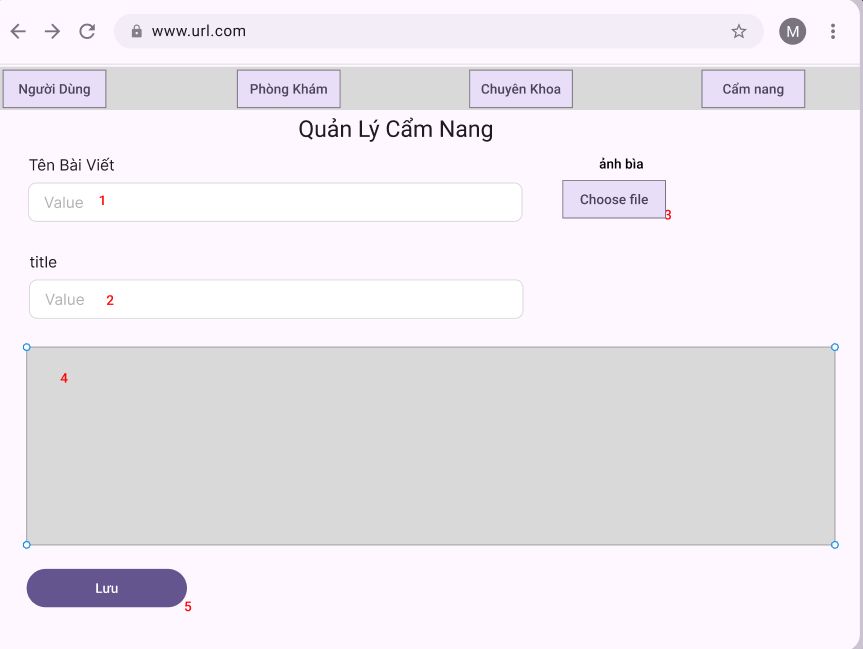 www.url.com
M
Người Dùng
Phòng Khám
Chuyên Khoa
Cẩm nang
Quản Lý Cẩm Nang
Tên Bài Viết
ảnh bìa
Value 1
Choose file
3
title
Value 2
4
Lưu
5